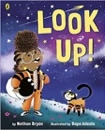 LOOK
UP!
by Nathan Bryon
illustrated by Dapo Adeola